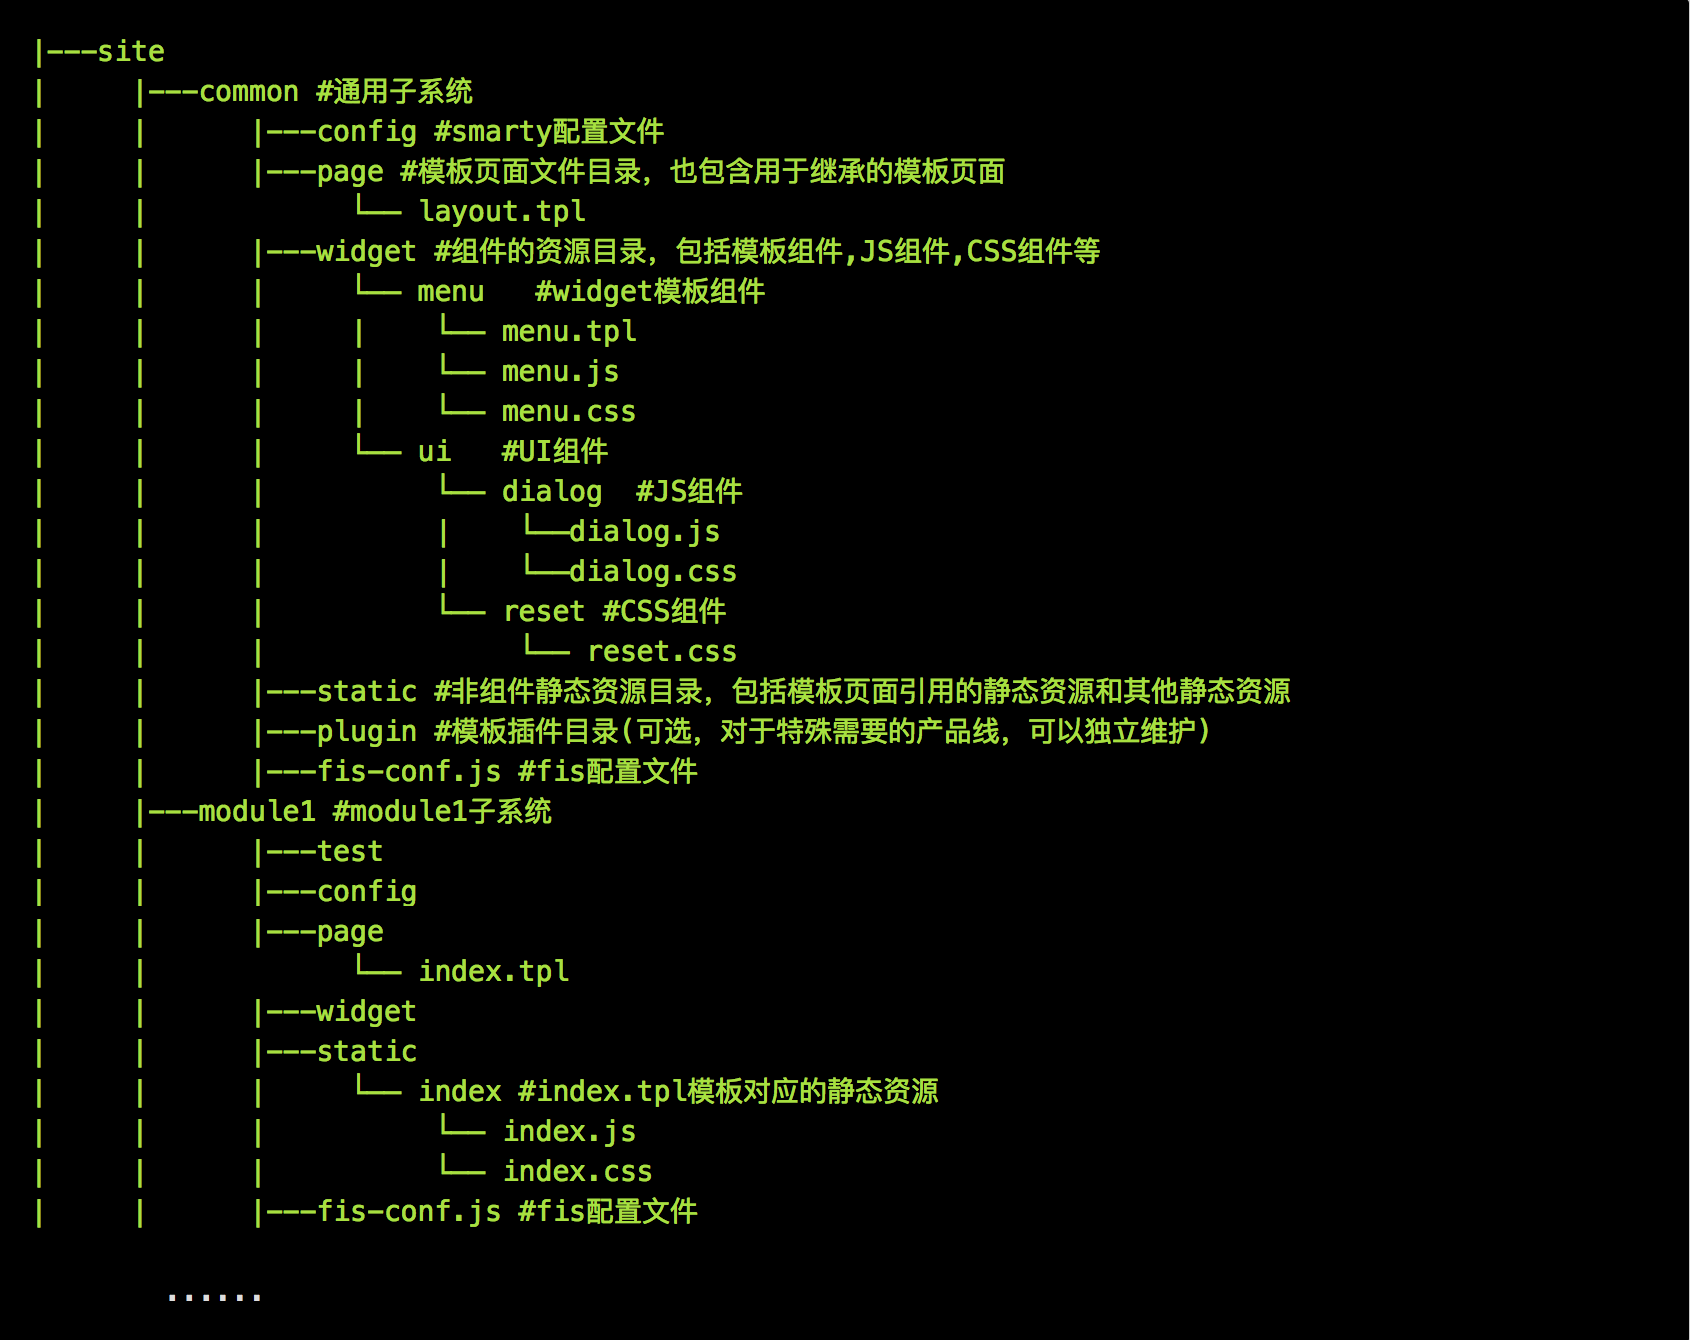 |---site
|     |---common #通用子系统
|     |      |---config #smarty配置文件
|     |      |---page #模板页面文件目录，也包含用于继承的模板页面
|     |            └── layout.tpl
|     |      |---widget #组件的资源目录，包括模板组件,JS组件,CSS组件等
|     |      |     └── menu   #widget模板组件
|     |      |     |    └── menu.tpl
|     |      |     |    └── menu.js
|     |      |     |    └── menu.css
|     |      |     └── ui   #UI组件
|     |      |          └── dialog  #JS组件
|     |      |          |    └──dialog.js
|     |      |          |    └──dialog.css
|     |      |          └── reset #CSS组件
|     |      |               └── reset.css
|     |      |---static #非组件静态资源目录，包括模板页面引用的静态资源和其他静态资源
|     |      |---plugin #模板插件目录(可选，对于特殊需要的产品线，可以独立维护)
|     |      |---fis-conf.js #fis配置文件
|     |---module1 #module1子系统
|     |      |---test
|     |      |---config
|     |      |---page
|     |            └── index.tpl
|     |      |---widget
|     |      |---static
|     |      |     └── index #index.tpl模板对应的静态资源
|     |      |          └── index.js
|     |      |          └── index.css
|     |      |---fis-conf.js #fis配置文件
......